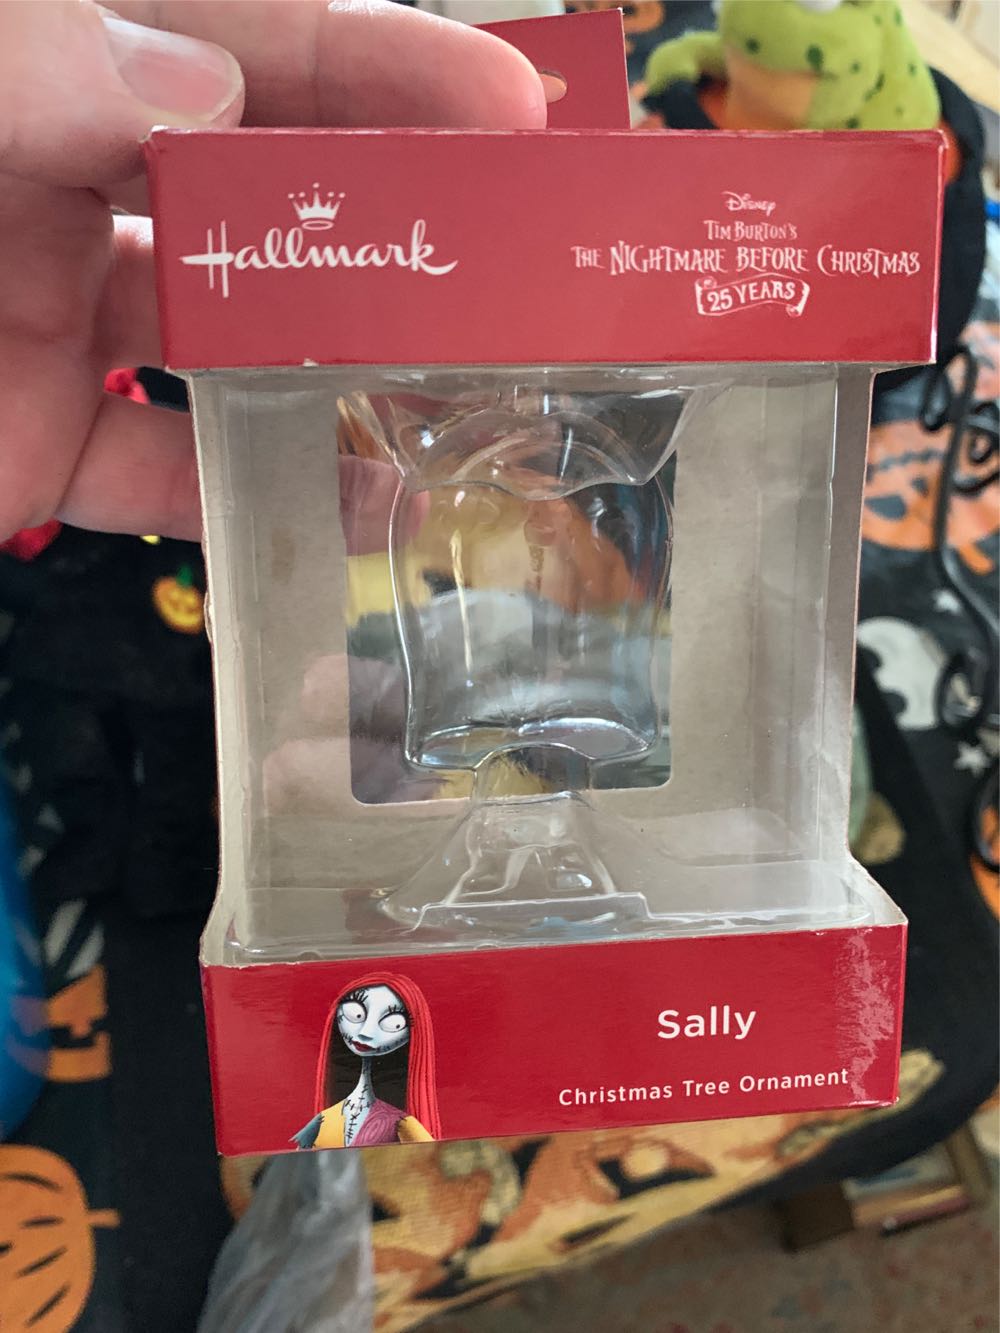 Hallmark
Disney
TIM BURTON'S
THE NIGHTMARE BEFORE CHRISTMAS
25 YEARS
Sally
Christmas Tree Ornament